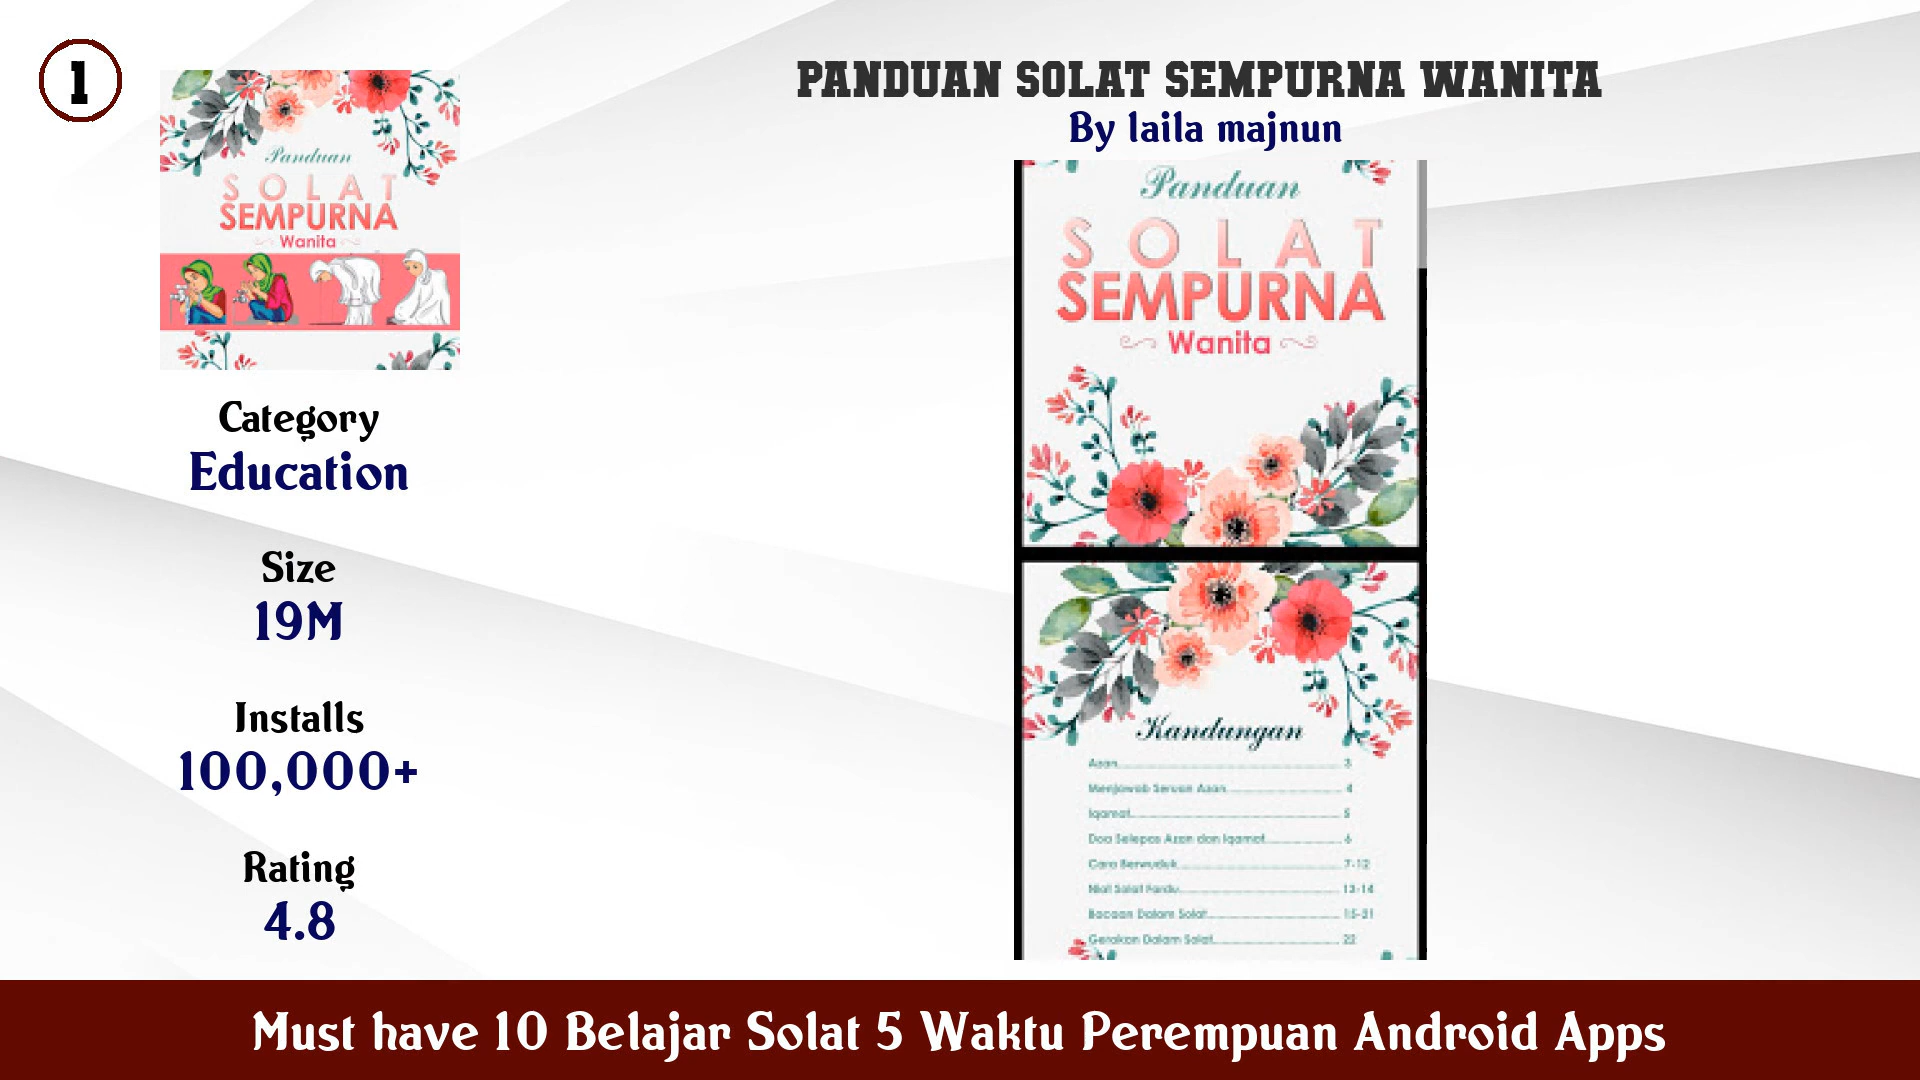 1
Panduan
SOLAT
SEMPURNA
Wanita
Category
Education
Size
19M
Installs
100,000+
Rating
4.8
PANDUAN SOLAT SEMPURNA WANITA
By laila majnun
Panduan
SOLAT
SEMPURNA
Wanita
Kandungan
Azan 3
Menjawab Seruan Azan 4
Iqamat 5
Doa Selepas Azan dan Iqamat 6
Cara Berwuduk 7-12
Niat Solat Fardu 13-14
Bacaan Dalam Solat 15-21
Gerakan Dalam Solat 22
Must have 10 Belajar Solat 5 Waktu Perempuan Android Apps